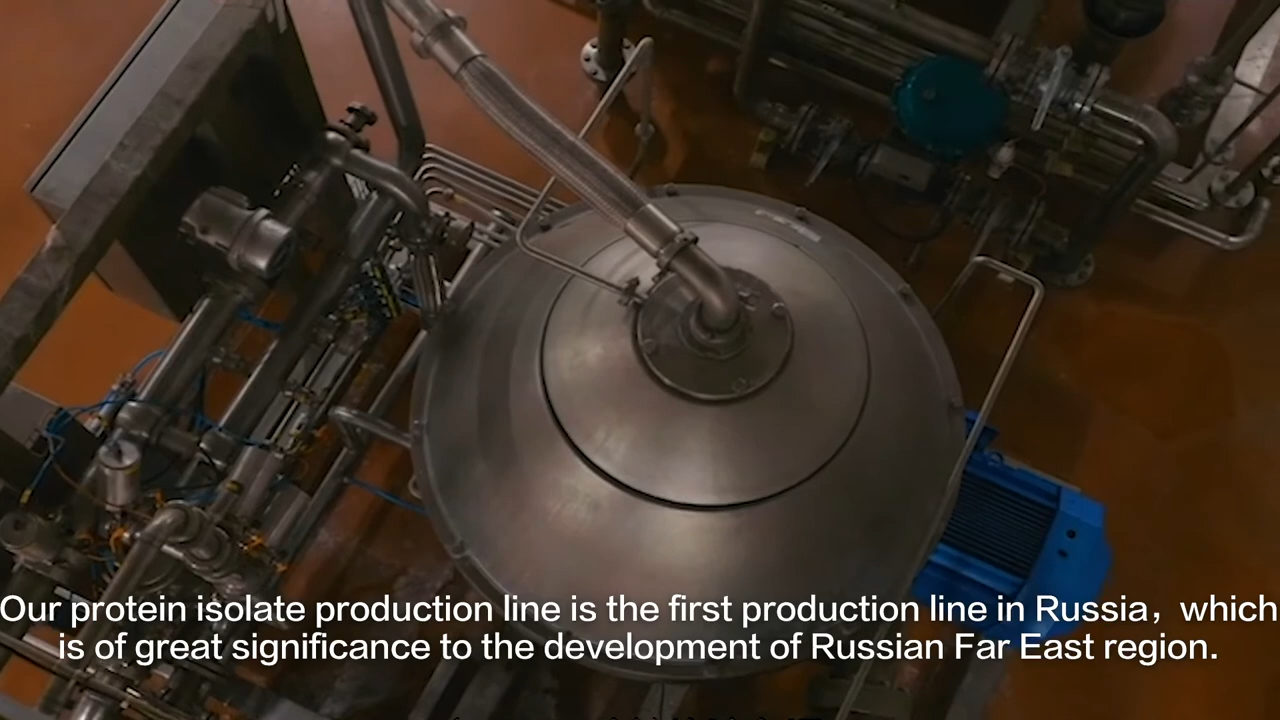 Our protein isolate production line is the first production line in Russia，which
is of great significance to the development of Russian Far East region.